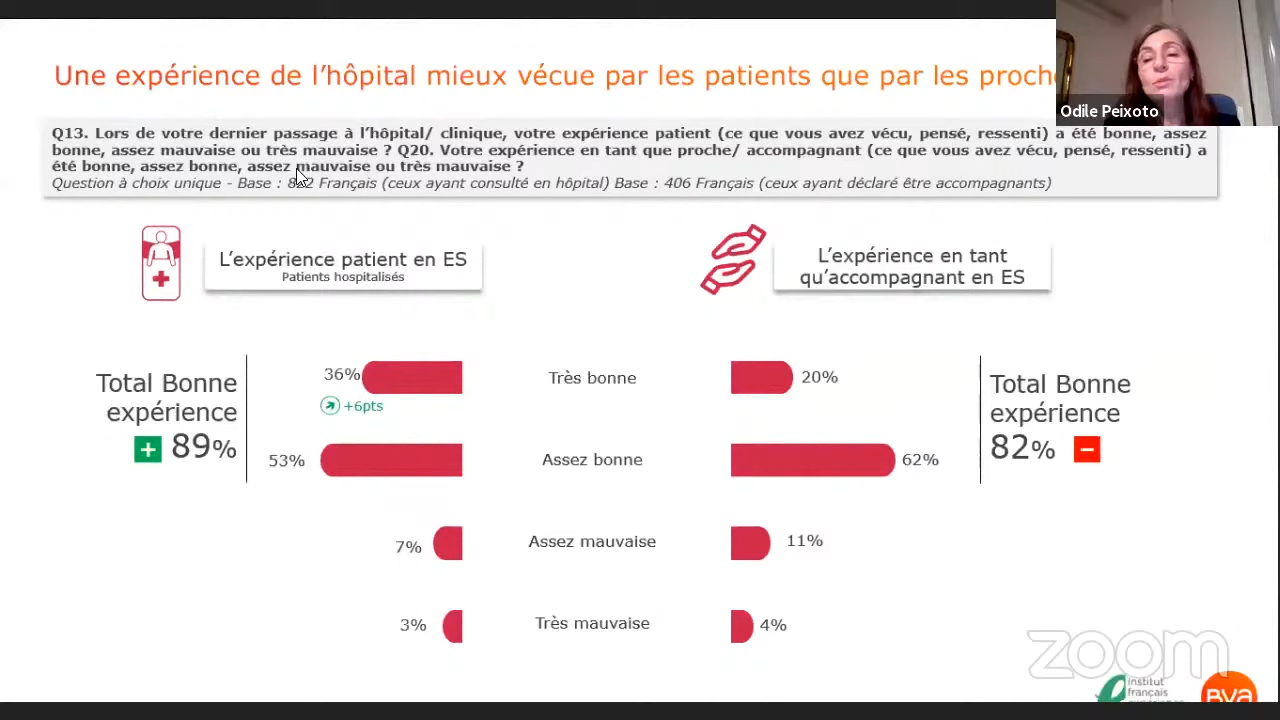 Une expérience de l'hôpital mieux vécue par les patients que par les
Odile Peixoto
Q13. Lors de votre dernier passage à l'hôpital/ clinique, votre expérience patient (ce que vous avez vécu, pensé, ressenti) a été bonne, assez
bonne, assez mauvaise ou très mauvaise ? Q20. Votre expérience en tant que proche/ accompagnant (ce que vous avez vécu, pensé, ressenti) a
été bonne, assez bonne, assez mauvaise ou très mauvaise ?
Question à choix unique - Base : Français (ceux ayant consulté en hôpital) Base : 406 Français (ceux ayant déclaré être accompagnants)
L'expérience patient en ES
Patients hospitalisés
L'expérience en tant
qu'accompagnant en ES
Total Bonne
expérience
+ 89%
36%
+6pts
53%
7%
3%
Très bonne
Assez bonne
Assez mauvaise
Très mauvaise
20%
62%
11%
4%
Total Bonne
expérience
82% −
zoom
institut
français
BVA